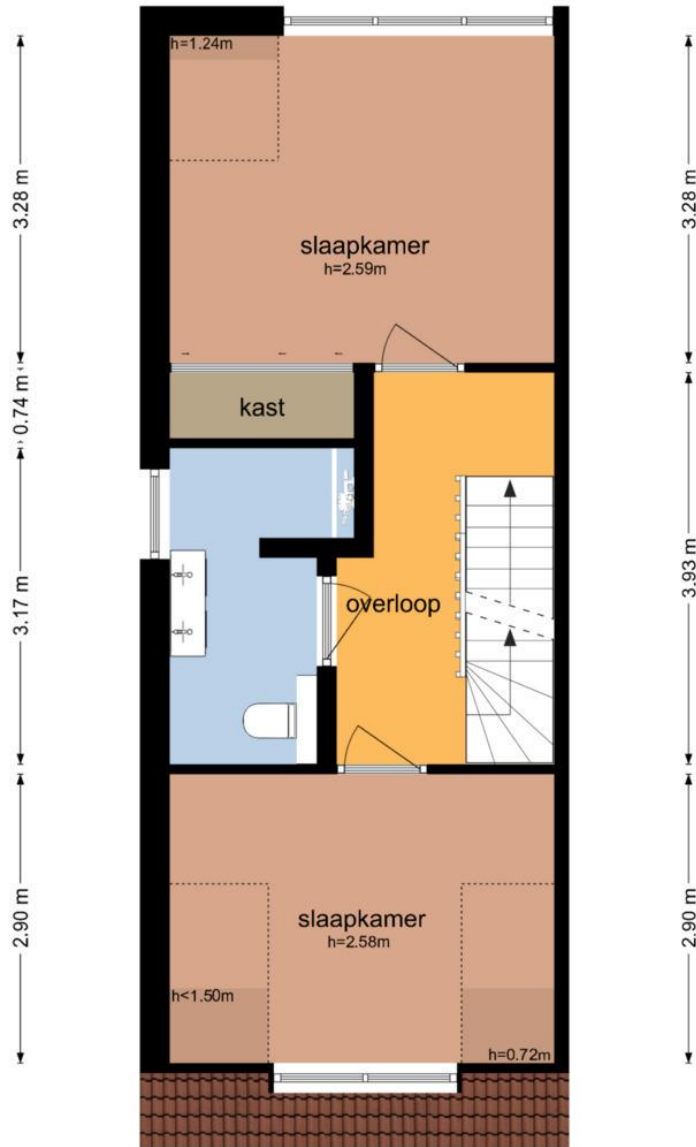 h=1.24m
3.28 m
3.28 m
slaapkamer
h=2.59m
0.74 m
kast
3.17 m
overloop
3.93 m
2.90 m
slaapkamer
h=2.58m
2.90 m
h<1.50m
h=0.72m